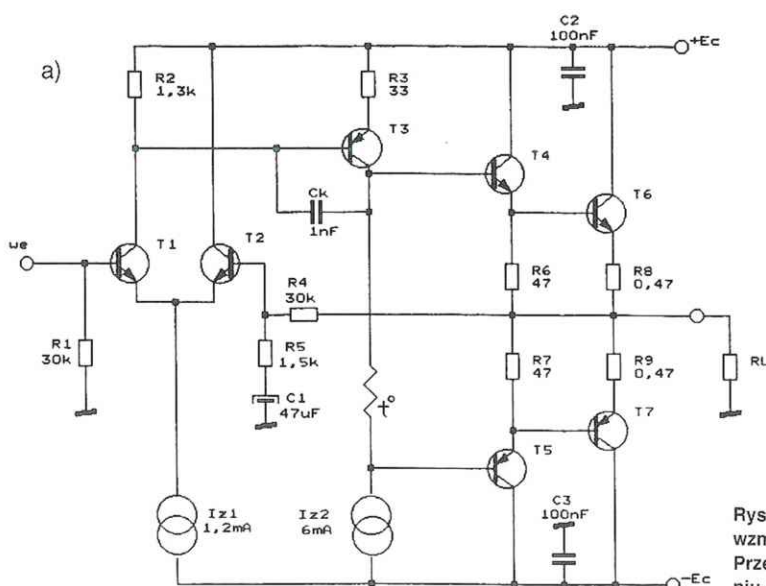 a)
C2
100nF
+Ec
R2
1,3k
R3
33
T3
T4
T6
Ck
1nF
we
T1
T2
R4
30k
R6
47
R8
0,47
R1
30k
R5
1,5k
C1
47uF
R7
47
R9
0,47
RL
t°
T5
T7
Iz1
1,2mA
Iz2
6mA
C3
100nF
-Ec
Rys
wzm
Prze
niu